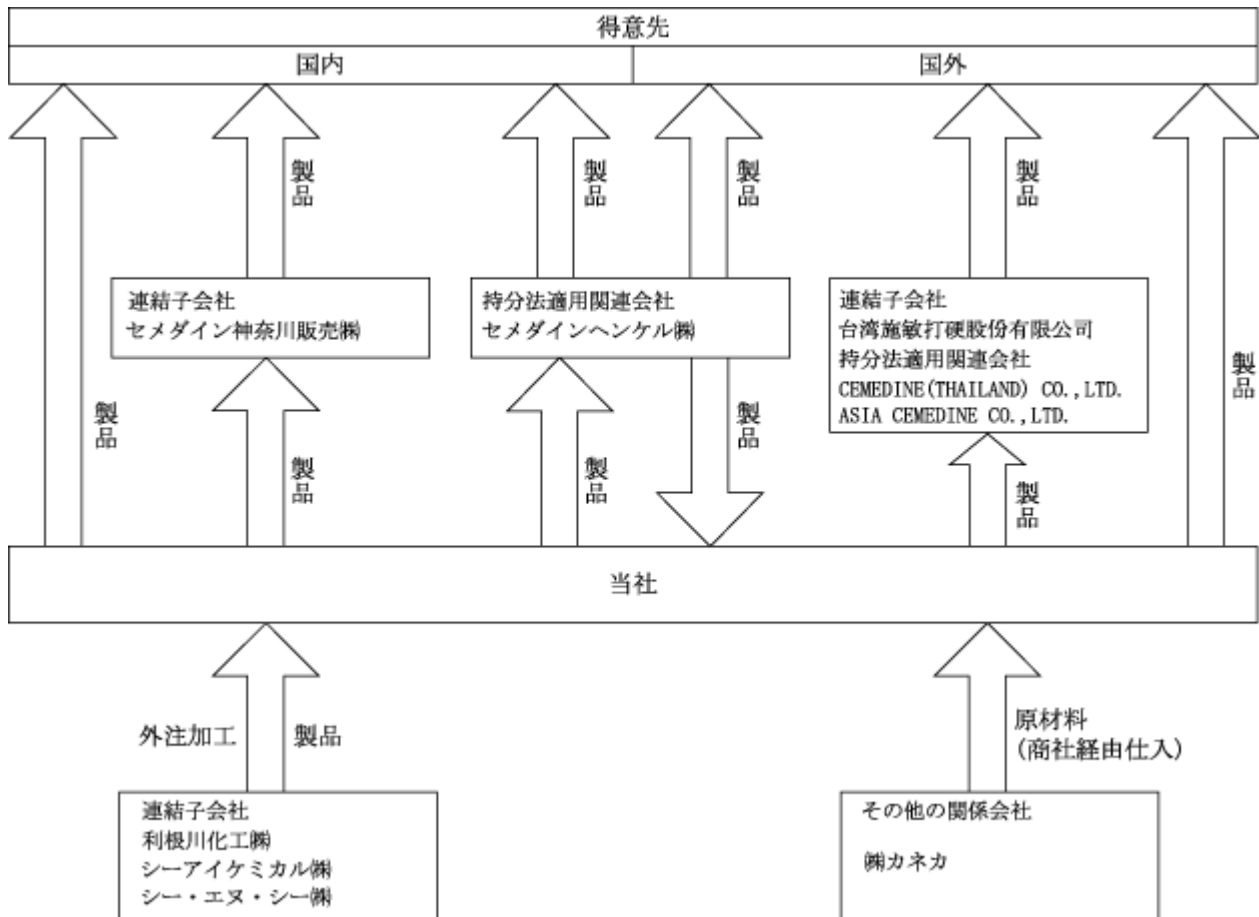 得意先
国内
国外
製品
製品
製品
製品
連結子会社
セメダイン神奈川販売㈱
持分法適用関連会社
セメダインヘンケル㈱
連結子会社
台湾施敏打硬股份有限公司
持分法適用関連会社
CEMEDINE(THAILAND) CO.,LTD.
ASIA CEMEDINE CO.,LTD.
製品
製品
製品
製品
製品
製品
当社
外注加工
製品
原材料
(商社経由仕入)
連結子会社
利根川化工㈱
シーアイケミカル㈱
シー・エヌ・シー㈱
その他の関係会社
㈱カネカ